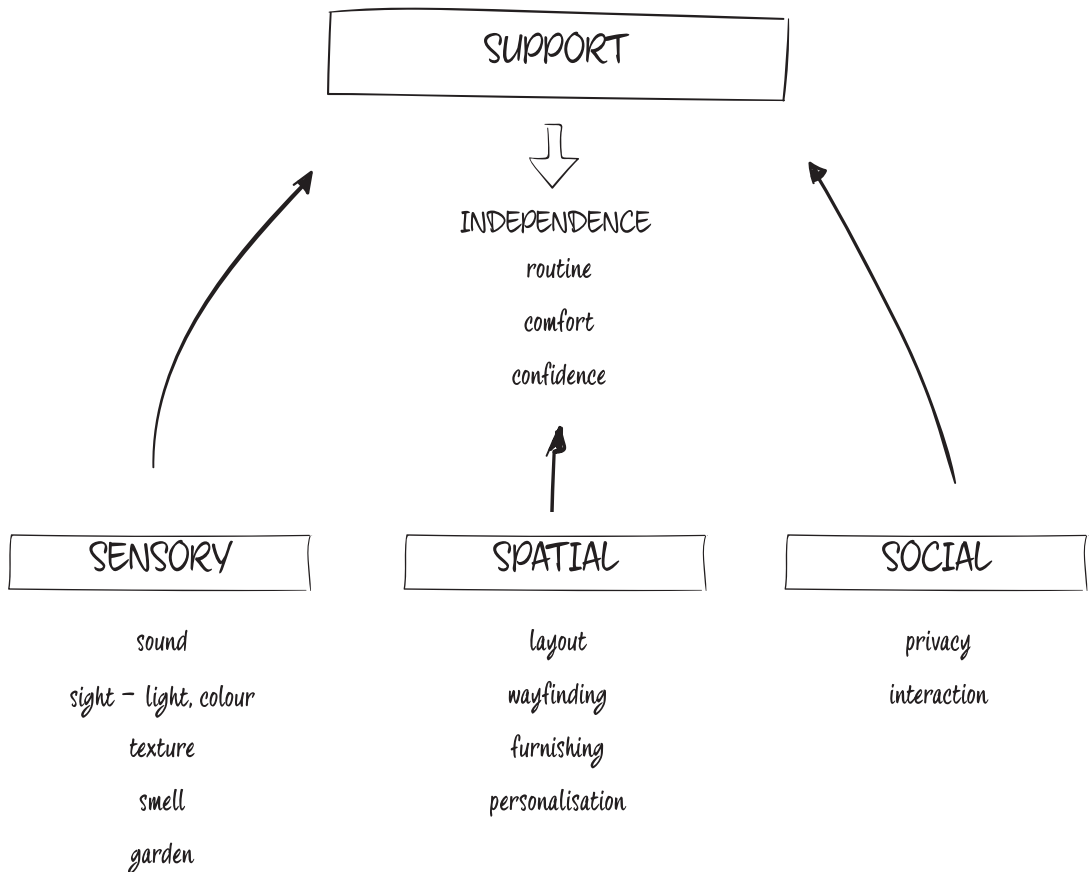 SUPPORT
INDEPENDENCE
routine
comfort
confidence
SENSORY
sound
sight – light, colour
texture
smell
garden
SPATIAL
layout
wayfinding
furnishing
personalisation
SOCIAL
privacy
interaction